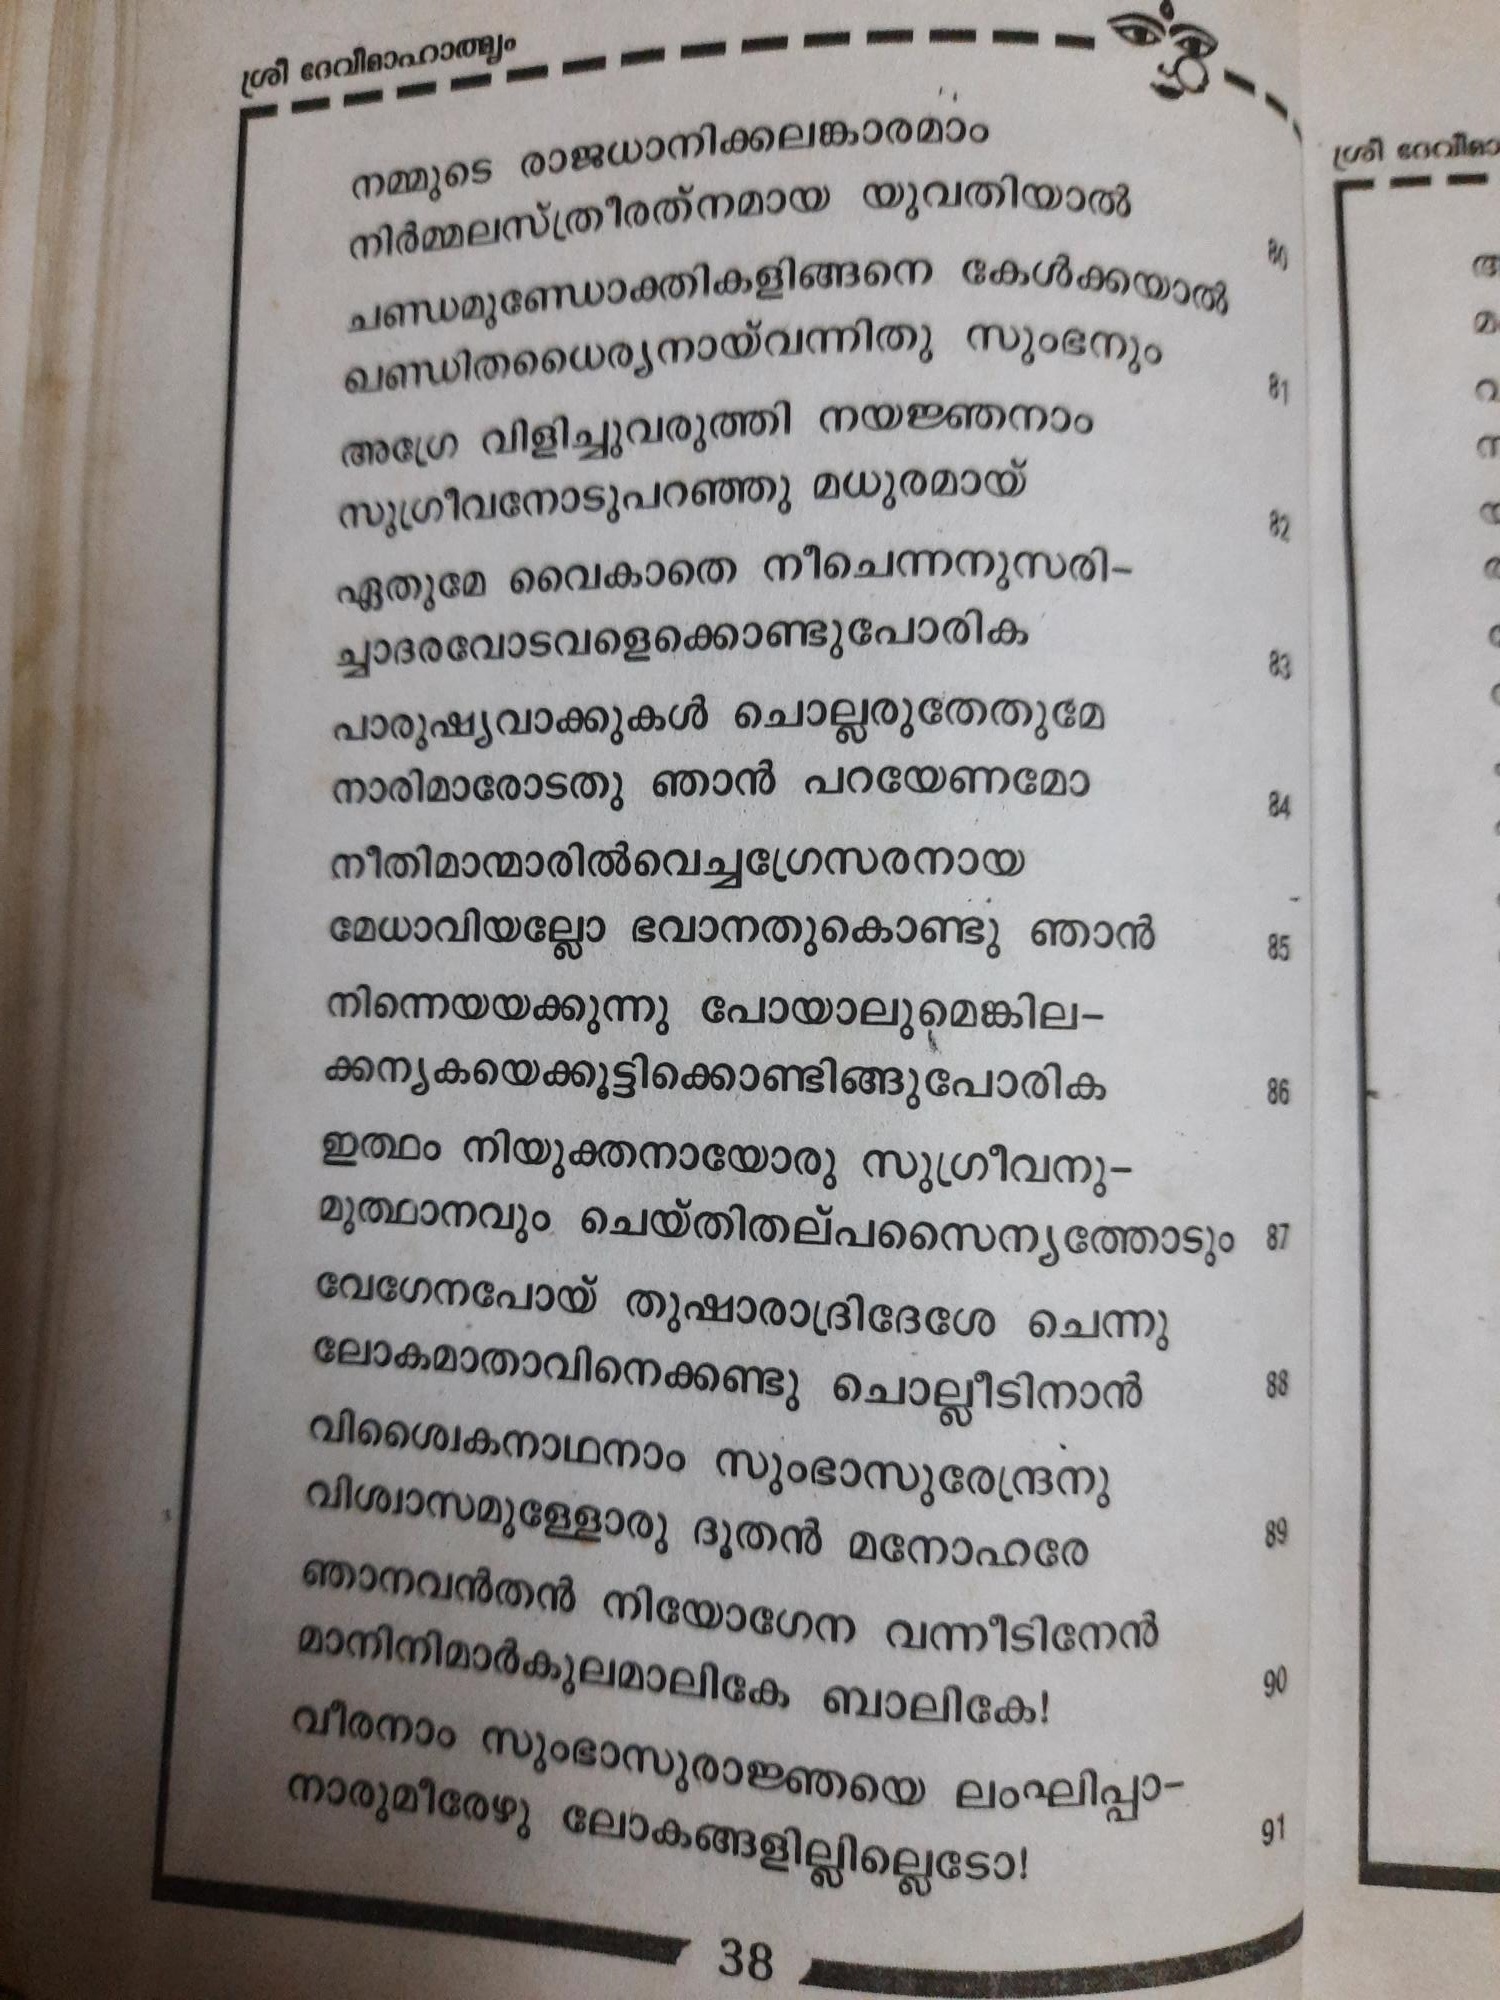 ശ്രീ ദേവീമാഹാത്മ്യം
നമ്മുടെ രാജധാനിക്കലങ്കാരമാം
നിർമ്മലസ്ത്രീരത്നമായ യുവതിയാൽ 80
ചണ്ഡമുണ്ഡോക്തികളിങ്ങനെ കേൾക്കയാൽ
ഖണ്ഡിതധൈര്യനായ്‌വന്നിതു സുംഭനും 81
അഗ്രേ വിളിച്ചുവരുത്തി നയജ്ഞനാം
സുഗ്രീവനോടുപറഞ്ഞു മധുരമായ് 82
ഏതുമേ വൈകാതെ നീചെന്നനുസരി-
ച്ചാദരവോടവളെക്കൊണ്ടുപോരിക 83
പാരുഷ്യവാക്കുകൾ ചൊല്ലരുതേതുമേ
നാരിമാരോടതു ഞാൻ പറയേണമോ 84
നീതിമാന്മാരിൽവെച്ചഗ്രേസരനായ
മേധാവിയല്ലോ ഭവാനതുകൊണ്ടു ഞാൻ 85
നിന്നെയയക്കുന്നു പോയാലുമെങ്കില-
ക്കന്യകയെക്കൂട്ടിക്കൊണ്ടിങ്ങുപോരിക 86
ഇത്ഥം നിയുക്തനായോരു സുഗ്രീവനു-
മുത്ഥാനവും ചെയ്തിതല്പസൈന്യത്തോടും 87
വേഗേനപോയ് തുഷാരാദ്രിദേശേ ചെന്നു
ലോകമാതാവിനെക്കണ്ടു ചൊല്ലീടിനാൻ 88
വിശ്വൈകനാഥനാം സുംഭാസുരേന്ദ്രനു
വിശ്വാസമുള്ളോരു ദൂതൻ മനോഹരേ 89
ഞാനവൻതൻ നിയോഗേന വന്നീടിനേൻ
മാനിനിമാർകുലമാലികേ ബാലികേ! 90
വീരനാം സുംഭാസുരാജ്ഞയെ ലംഘിപ്പാ-
നാരുമീരേഴു ലോകങ്ങളില്ലില്ലെടോ! 91
38
ശ്രീ ദേവീമാ